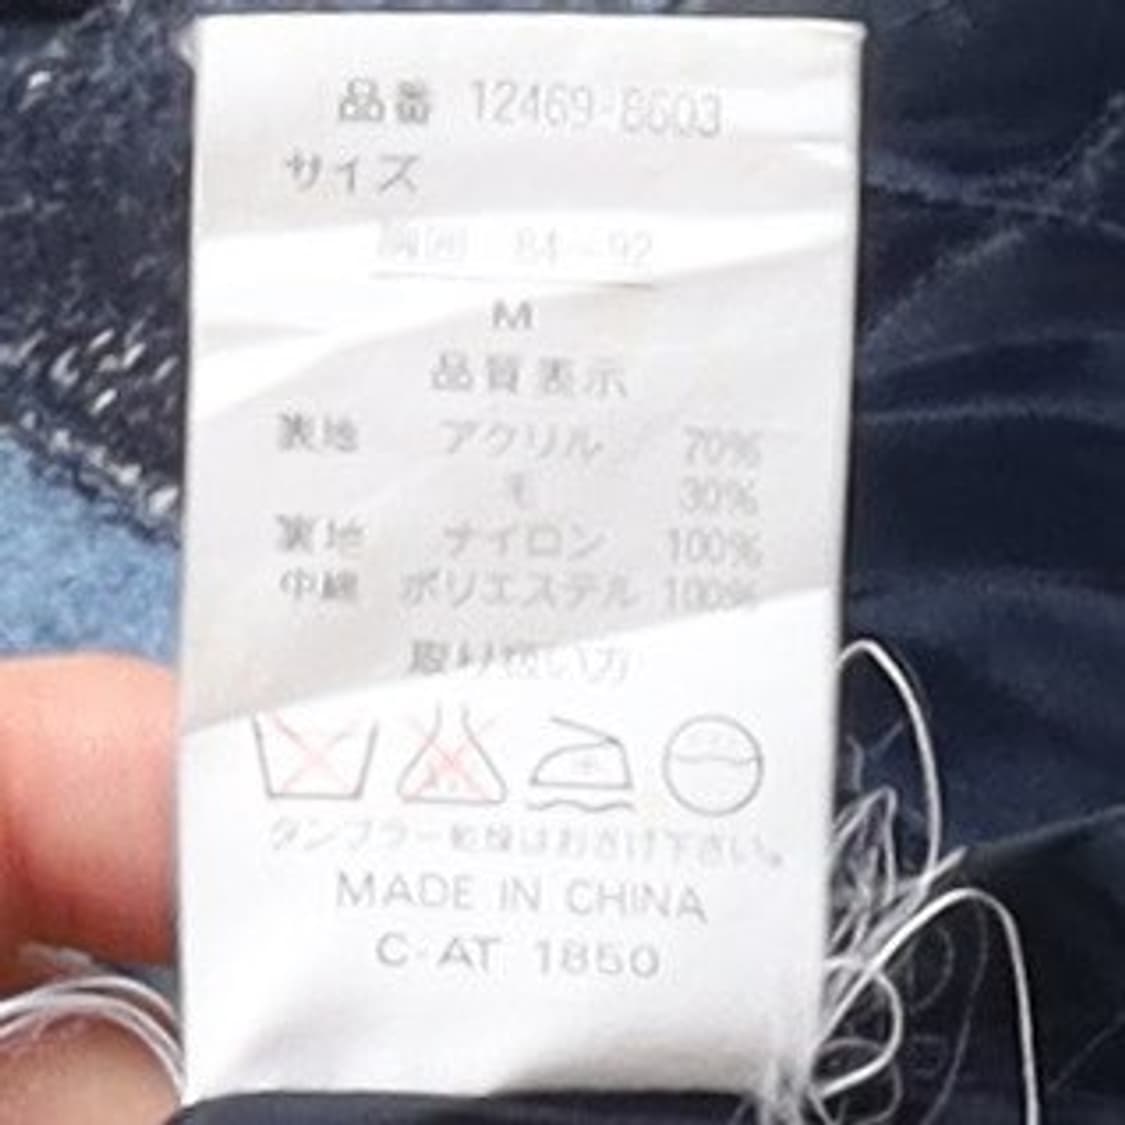 品番 12469-8603
サイズ
胸囲 84~92
M
品質表示
表地 アクリル 70%
毛 30%
裏地 ナイロン 100%
中綿 ポリエステル 100%
取り扱い方
タンブラー乾燥はおさけ下さい。
MADE IN CHINA
C-AT 1850